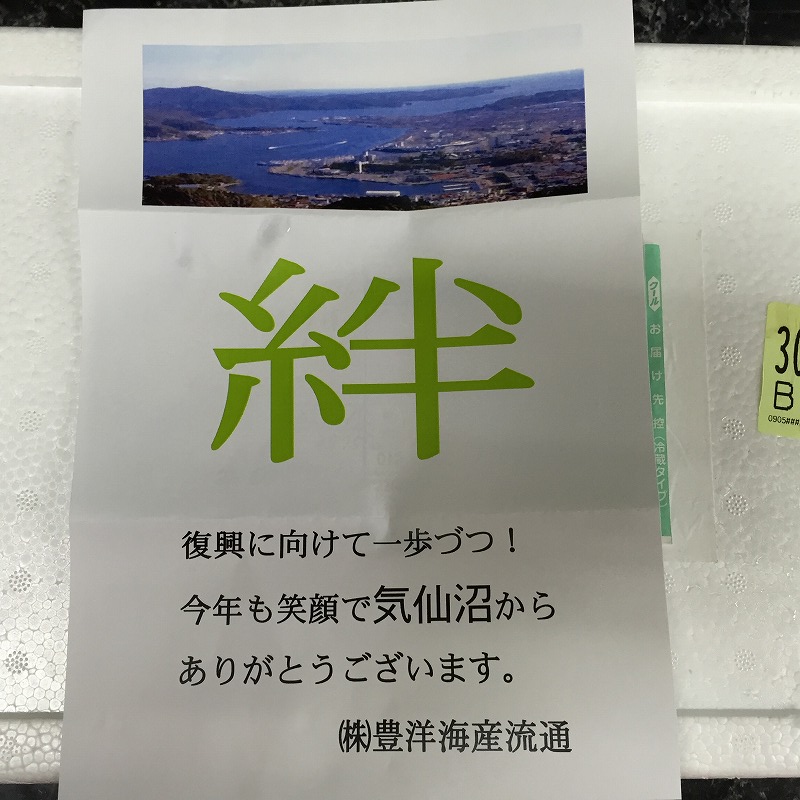 絆
復興に向けて一歩づつ！
今年も笑顔で気仙沼から
ありがとうございます。
㈱豊洋海産流通
クール お届け先控（冷蔵タイプ）
30
B
0905###